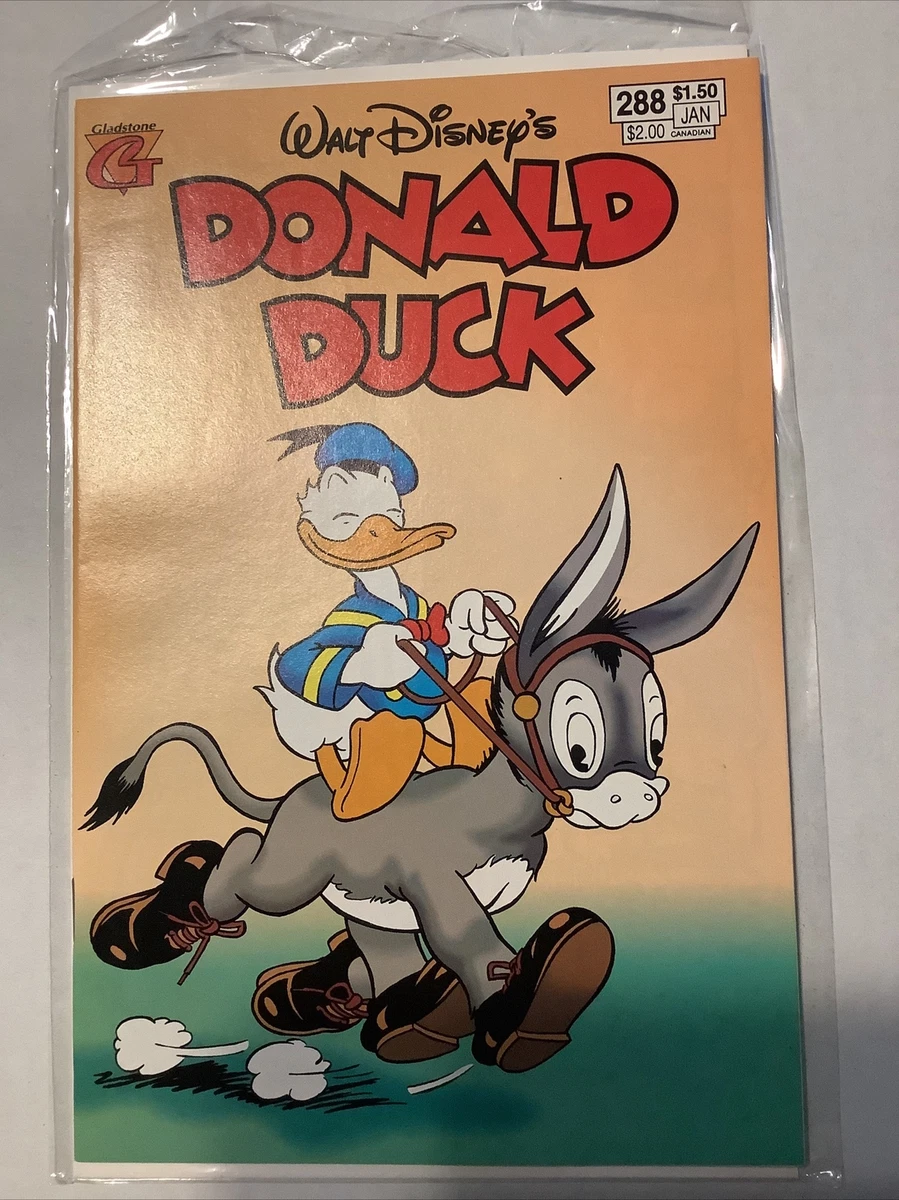 Gladstone
G
WALT DISNEY'S
DONALD
DUCK
288 $1.50
JAN
$2.00 CANADIAN